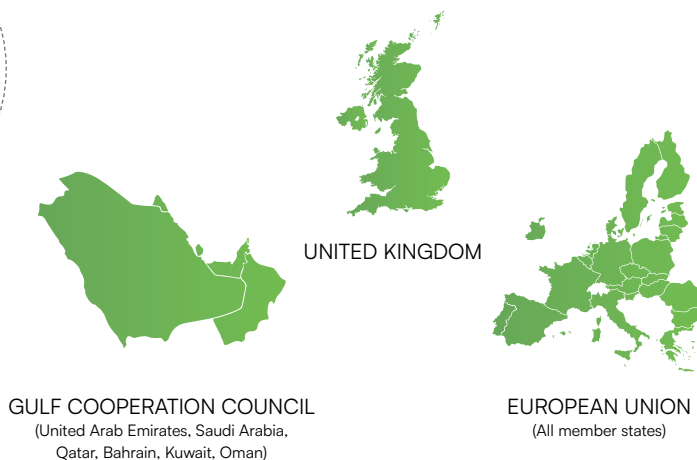 UNITED KINGDOM
GULF COOPERATION COUNCIL
(United Arab Emirates, Saudi Arabia,
Qatar, Bahrain, Kuwait, Oman)
EUROPEAN UNION
(All member states)